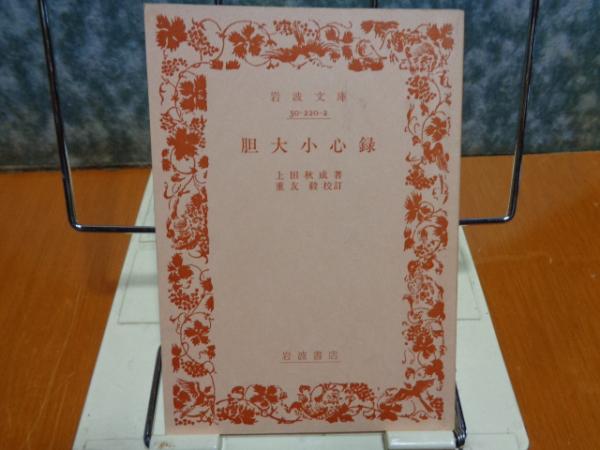 岩波文庫
30-220-2
胆大小心録
上田秋成著
重友毅校訂
岩波書店